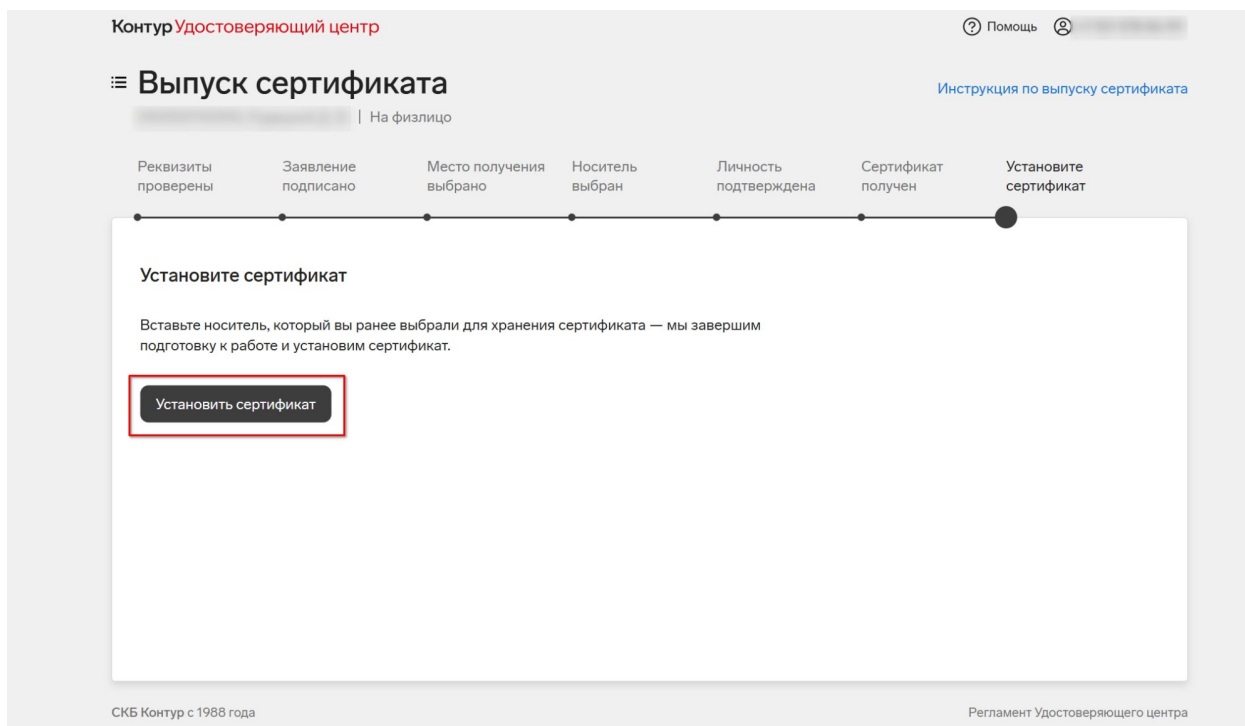 Контур Удостоверяющий центр
Помощь
Выпуск сертификата
Инструкция по выпуску сертификата
| На физлицо
Реквизиты
проверены
Заявление
подписано
Место получения
выбрано
Носитель
выбран
Личность
подтверждена
Сертификат
получен
Установите
сертификат
Установите сертификат
Вставьте носитель, который вы ранее выбрали для хранения сертификата — мы завершим
подготовку к работе и установим сертификат.
Установить сертификат
СКБ Контур с 1988 года
Регламент Удостоверяющего центра